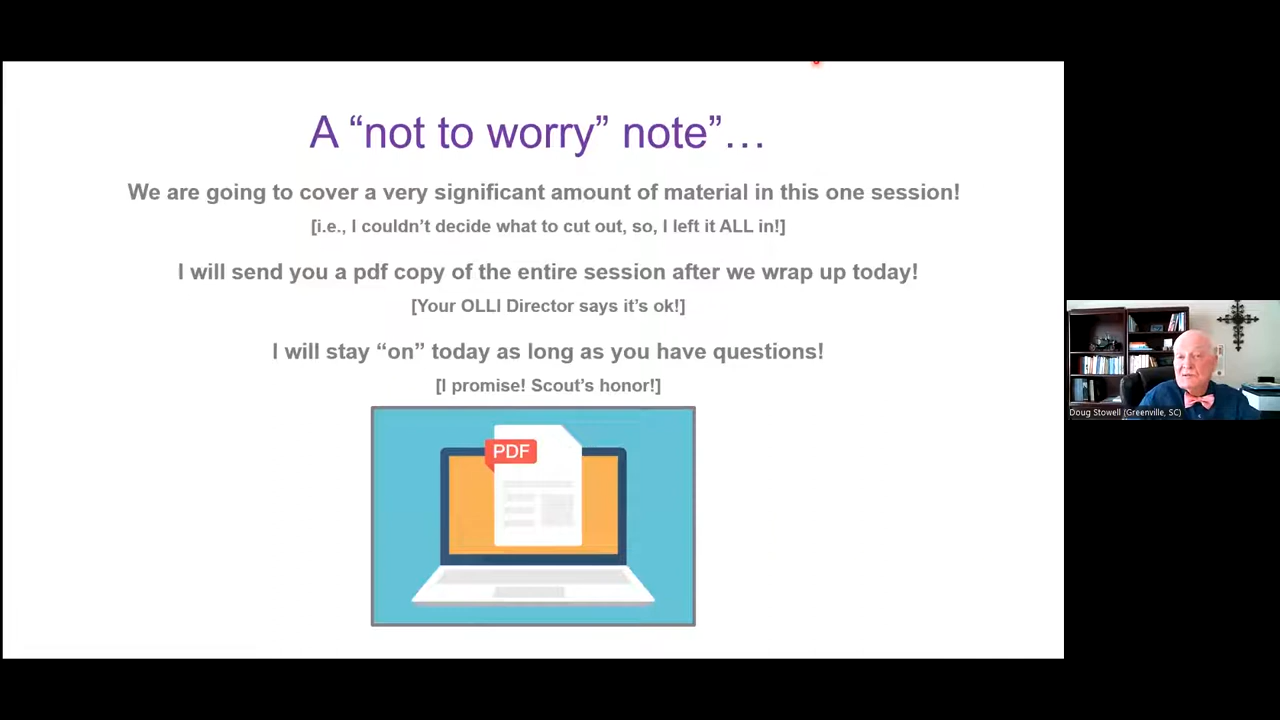 A “not to worry” note”…
We are going to cover a very significant amount of material in this one session!
[i.e., I couldn’t decide what to cut out, so, I left it ALL in!]
I will send you a pdf copy of the entire session after we wrap up today!
[Your OLLI Director says it’s ok!]
I will stay “on” today as long as you have questions!
[I promise! Scout’s honor!]
PDF
Doug Stowell (Greenville, SC)